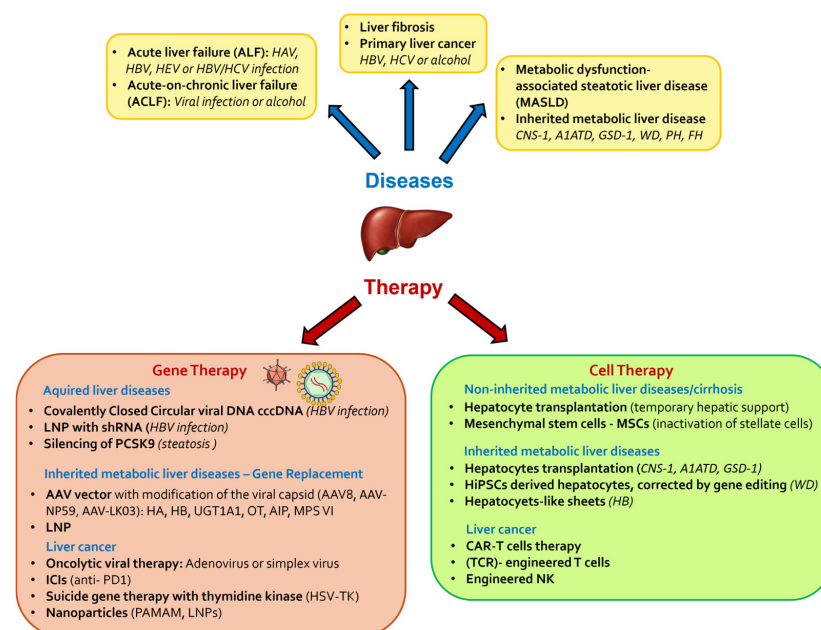 • Acute liver failure (ALF): HAV,
HBV, HEV or HBV/HCV infection
• Acute-on-chronic liver failure
(ACLF): Viral infection or alcohol
• Liver fibrosis
• Primary liver cancer
HBV, HCV or alcohol
• Metabolic dysfunction-
associated steatotic liver disease
(MASLD)
• Inherited metabolic liver disease
CNS-1, A1ATD, GSD-1, WD, PH, FH
Diseases
Therapy
Gene Therapy
Aquired liver diseases
• Covalently Closed Circular viral DNA cccDNA (HBV infection)
• LNP with shRNA (HBV infection)
• Silencing of PCSK9 (steatosis )
Inherited metabolic liver diseases – Gene Replacement
• AAV vector with modification of the viral capsid (AAV8, AAV-
NP59, AAV-LK03): HA, HB, UGT1A1, OT, AIP, MPS VI
• LNP
Liver cancer
• Oncolytic viral therapy: Adenovirus or simplex virus
• ICIs (anti- PD1)
• Suicide gene therapy with thymidine kinase (HSV-TK)
• Nanoparticles (PAMAM, LNPs)
Cell Therapy
Non-inherited metabolic liver diseases/cirrhosis
• Hepatocyte transplantation (temporary hepatic support)
• Mesenchymal stem cells - MSCs (inactivation of stellate cells)
Inherited metabolic liver diseases
• Hepatocytes transplantation (CNS-1, A1ATD, GSD-1)
• HiPSCs derived hepatocytes, corrected by gene editing (WD)
• Hepatocyets-like sheets (HB)
Liver cancer
• CAR-T cells therapy
• (TCR)- engineered T cells
• Engineered NK